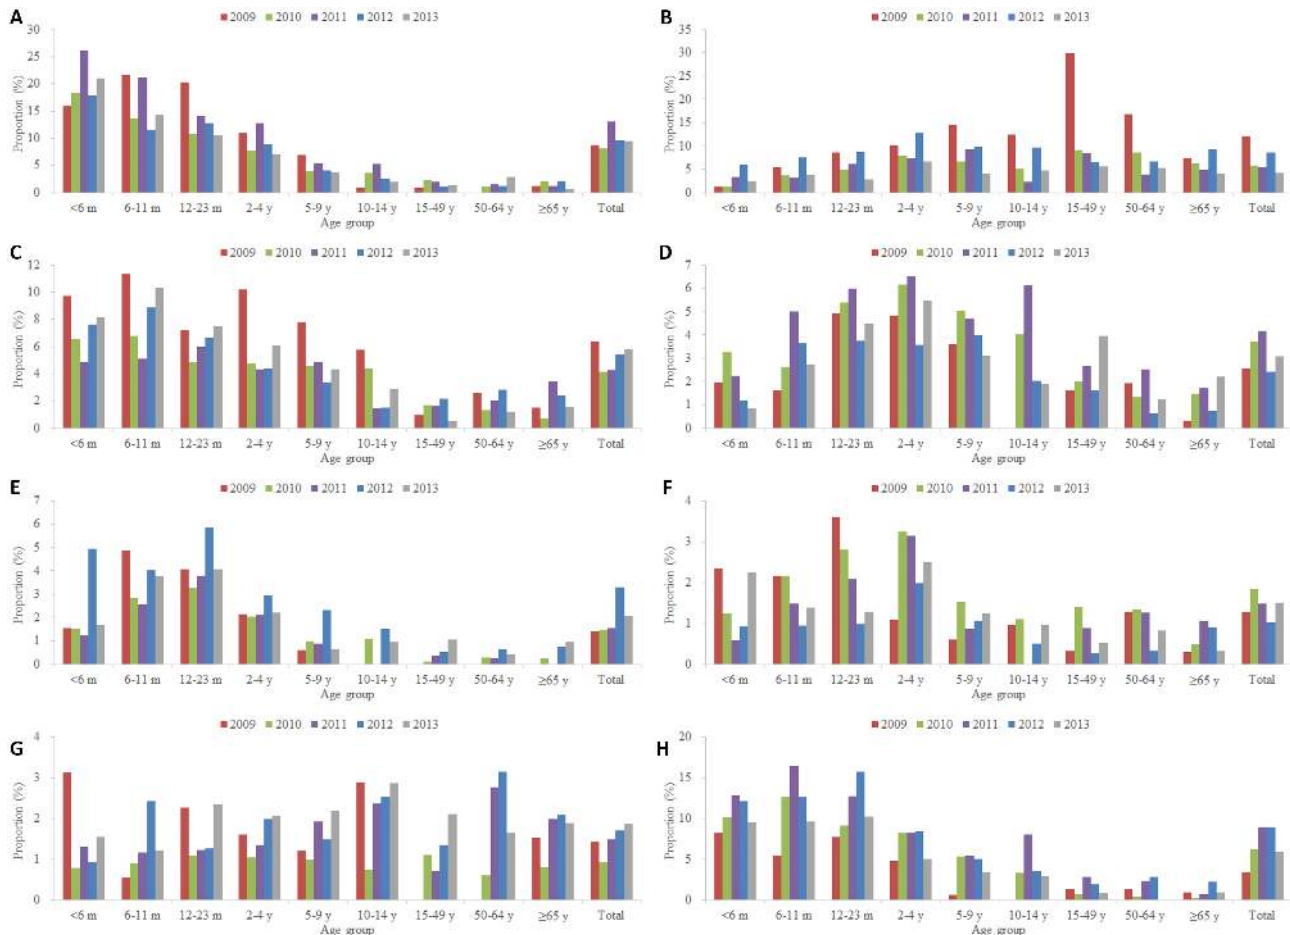 A
2009 2010 2011 2012 2013
Proportion (%)
30
25
20
15
10
5
0
<6 m 6-11 m 12-23 m 2-4 y 5-9 y 10-14 y 15-49 y 50-64 y ≥65 y Total
Age group
B
2009 2010 2011 2012 2013
Proportion (%)
35
30
25
20
15
10
5
0
<6 m 6-11 m 12-23 m 2-4 y 5-9 y 10-14 y 15-49 y 50-64 y ≥65 y Total
Age group
C
2009 2010 2011 2012 2013
Proportion (%)
12
10
8
6
4
2
0
<6 m 6-11 m 12-23 m 2-4 y 5-9 y 10-14 y 15-49 y 50-64 y ≥65 y Total
Age group
D
2009 2010 2011 2012 2013
Proportion (%)
7
6
5
4
3
2
1
0
<6 m 6-11 m 12-23 m 2-4 y 5-9 y 10-14 y 15-49 y 50-64 y ≥65 y Total
Age group
E
2009 2010 2011 2012 2013
Proportion (%)
7
6
5
4
3
2
1
0
<6 m 6-11 m 12-23 m 2-4 y 5-9 y 10-14 y 15-49 y 50-64 y ≥65 y Total
Age group
F
2009 2010 2011 2012 2013
Proportion (%)
4
3
2
1
0
<6 m 6-11 m 12-23 m 2-4 y 5-9 y 10-14 y 15-49 y 50-64 y ≥65 y Total
Age group
G
2009 2010 2011 2012 2013
Proportion (%)
4
3
2
1
0
<6 m 6-11 m 12-23 m 2-4 y 5-9 y 10-14 y 15-49 y 50-64 y ≥65 y Total
Age group
H
2009 2010 2011 2012 2013
Proportion (%)
20
15
10
5
0
<6 m 6-11 m 12-23 m 2-4 y 5-9 y 10-14 y 15-49 y 50-64 y ≥65 y Total
Age group